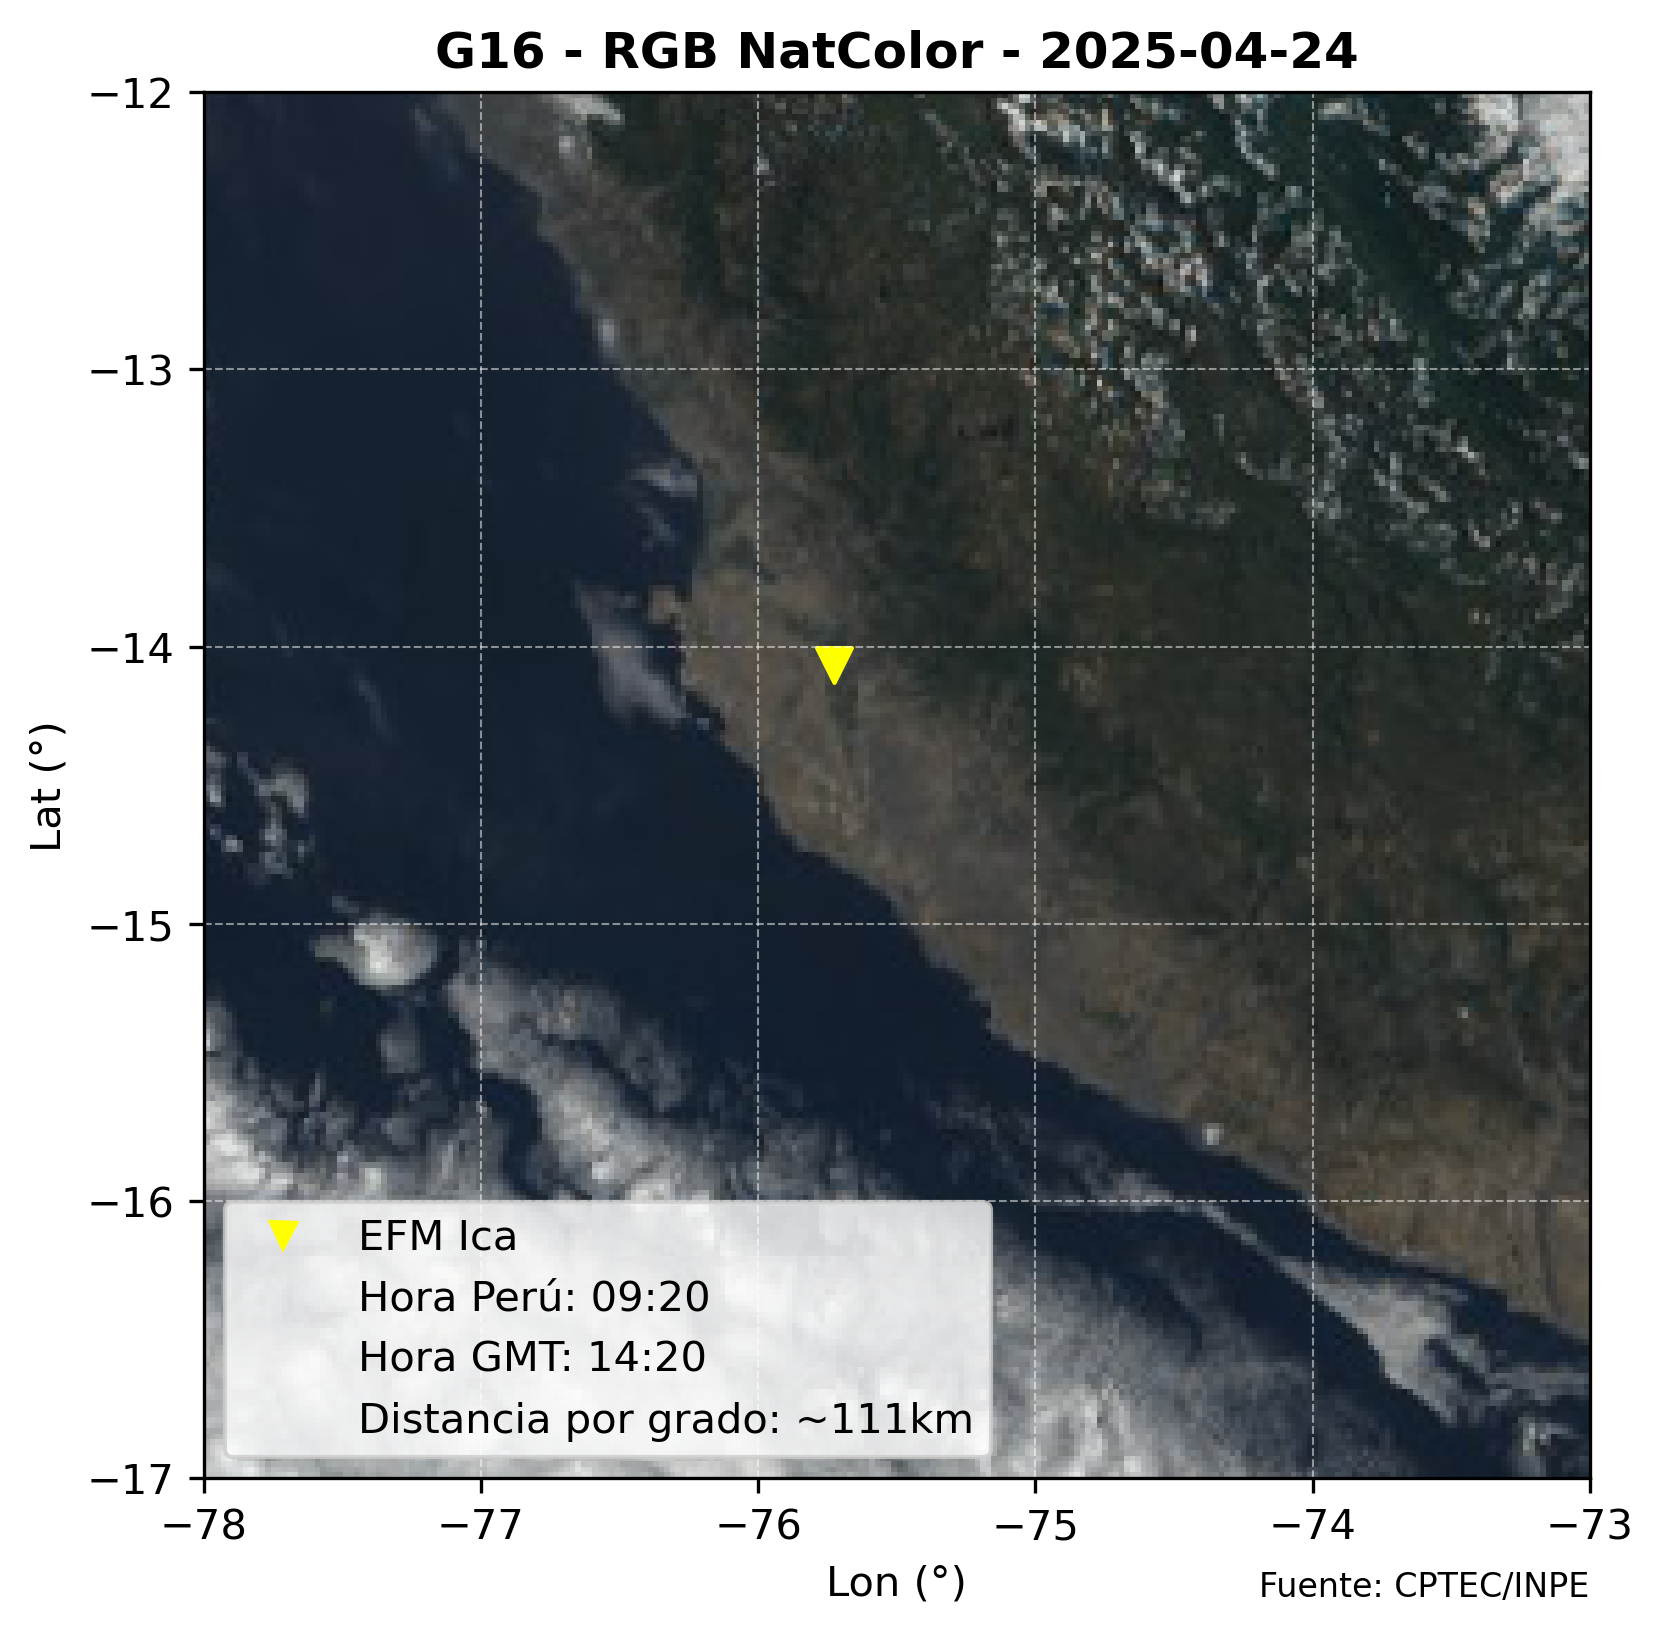 G16 - RGB NatColor - 2025-04-24
−12
−13
−14
−15
−16
−17
Lat (°)
EFM Ica
Hora Perú: 09:20
Hora GMT: 14:20
Distancia por grado: ~111km
−78
−77
−76
−75
−74
−73
Lon (°)
Fuente: CPTEC/INPE